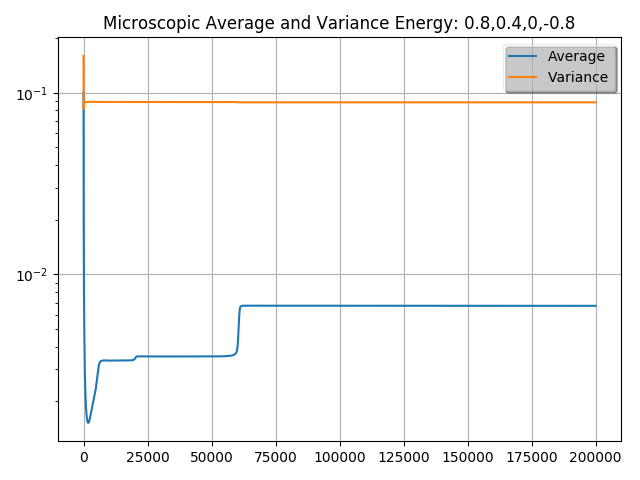 Microscopic Average and Variance Energy: 0.8,0.4,0,-0.8
Average
Variance
10⁻¹
10⁻²
0 25000 50000 75000 100000 125000 150000 175000 200000